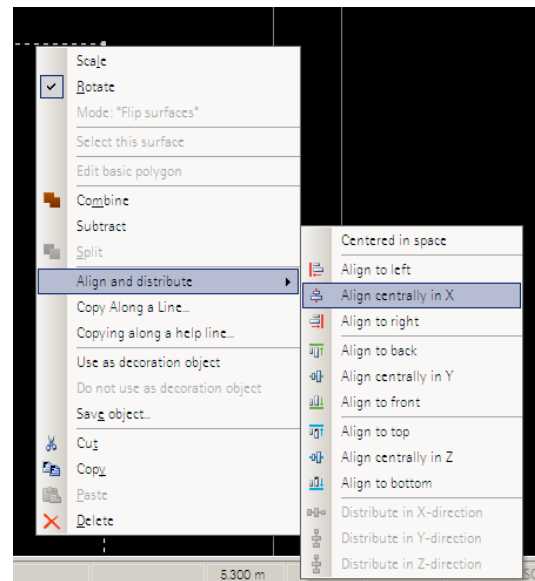 Scale
Rotate
Mode: "Flip surfaces"
Select this surface
Edit basic polygon
Combine
Subtract
Split
Align and distribute
Copy Along a Line...
Copying along a help line...
Use as decoration object
Do not use as decoration object
Save object...
Cut
Copy
Paste
Delete
Centered in space
Align to left
Align centrally in X
Align to right
Align to back
Align centrally in Y
Align to front
Align to top
Align centrally in Z
Align to bottom
Distribute in X-direction
Distribute in Y-direction
Distribute in Z-direction
5.300 m